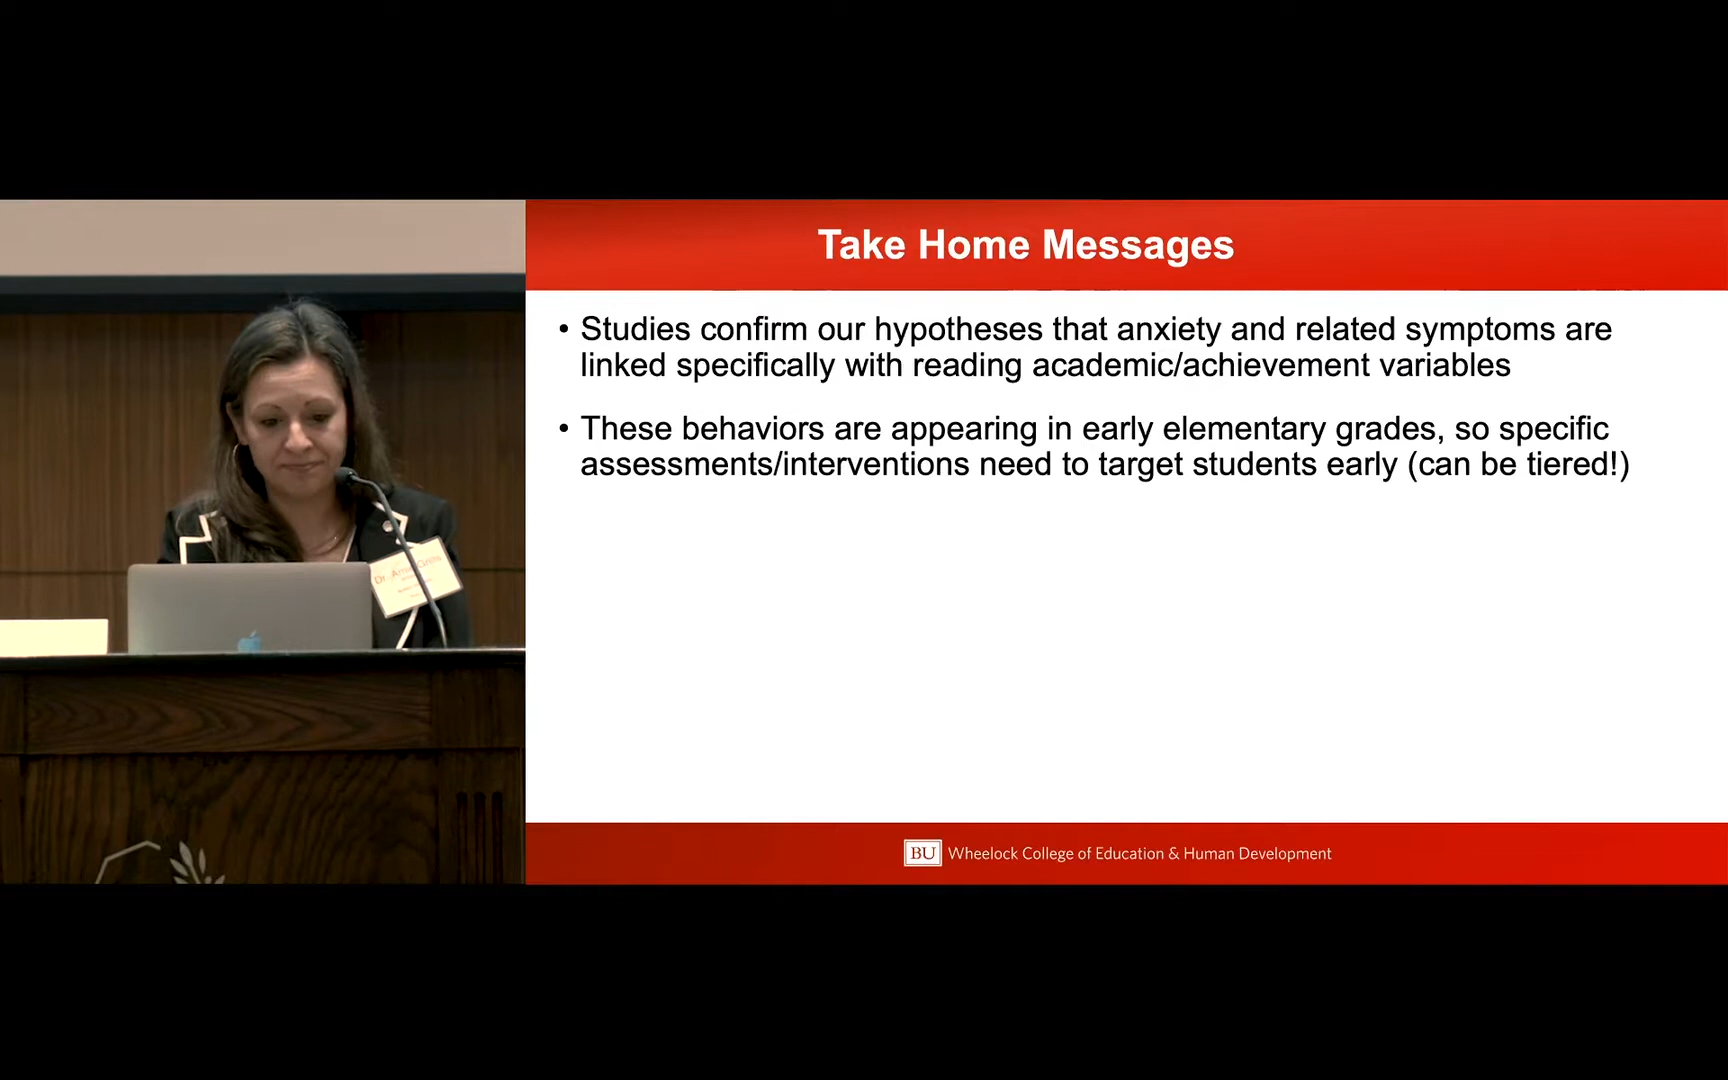 Take Home Messages
• Studies confirm our hypotheses that anxiety and related symptoms are
linked specifically with reading academic/achievement variables
• These behaviors are appearing in early elementary grades, so specific
assessments/interventions need to target students early (can be tiered!)
BU Wheelock College of Education & Human Development
Dr.